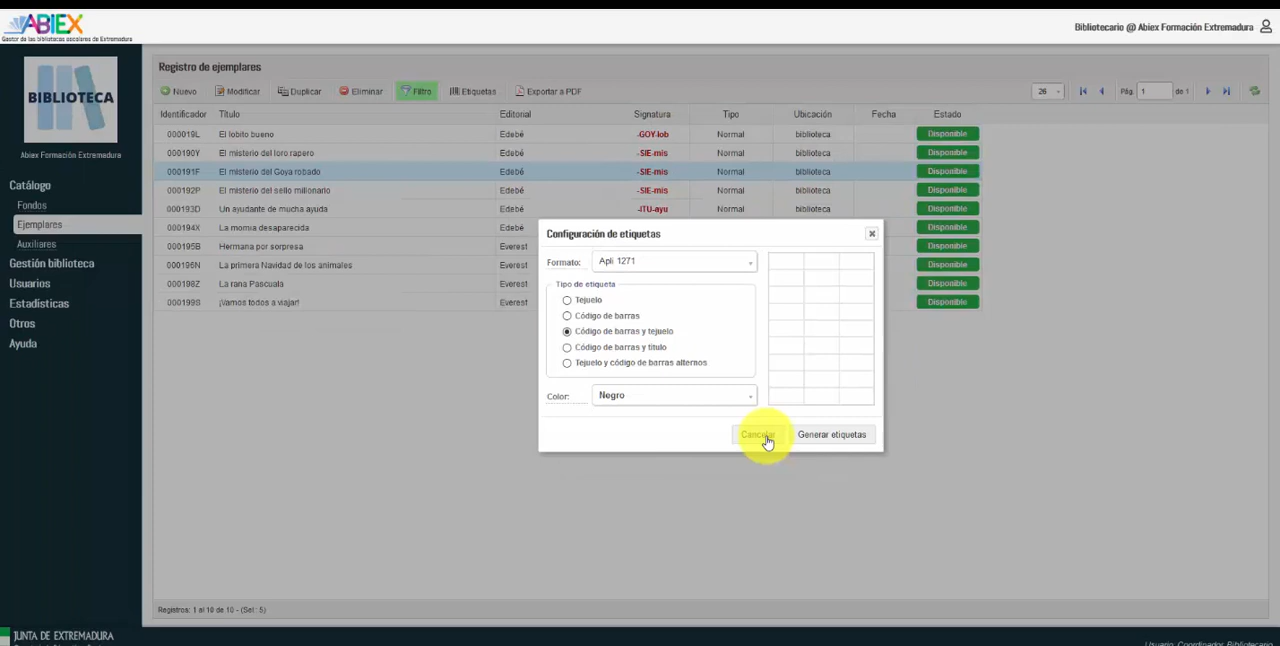 ABIEX
Gestor de las bibliotecas escolares de Extremadura
Bibliotecario @ Abiex Formación Extremadura
BIBLIOTECA
Abiex Formación Extremadura
Catálogo
Fondos
Ejemplares
Auxiliares
Gestión biblioteca
Usuarios
Estadísticas
Otros
Ayuda
Registro de ejemplares
Nuevo Modificar Duplicar Eliminar Filtro Etiquetas Exportar a PDF 26 Pág. 1 de 1
Identificador Título Editorial Signatura Tipo Ubicación Fecha Estado
000019L El lobito bueno Edebé -GOY-lob Normal biblioteca Disponible
000190Y El misterio del loro rapero Edebé -SIE-mis Normal biblioteca Disponible
000191F El misterio del Goya robado Edebé -SIE-mis Normal biblioteca Disponible
000192P El misterio del sello millonario Edebé -SIE-mis Normal biblioteca Disponible
000193D Un ayudante de mucha ayuda Edebé -ITU-ayu Normal biblioteca Disponible
000194X La momia desaparecida Edebé Disponible
000195B Hermana por sorpresa Everest Disponible
000196N La primera Navidad de los animales Everest Disponible
000198Z La rana Pascuala Everest Disponible
000199S ¡Vamos todos a viajar! Everest Disponible
Configuración de etiquetas
Formato: Apli 1271
Tipo de etiqueta
Tejuelo
Código de barras
Código de barras y tejuelo
Código de barras y título
Tejuelo y código de barras alternos
Color: Negro
Cancelar Generar etiquetas
Registros: 1 al 10 de 10 - (Sel.: 5)
JUNTA DE EXTREMADURA
Usuario: Coordinador Bibliotecario